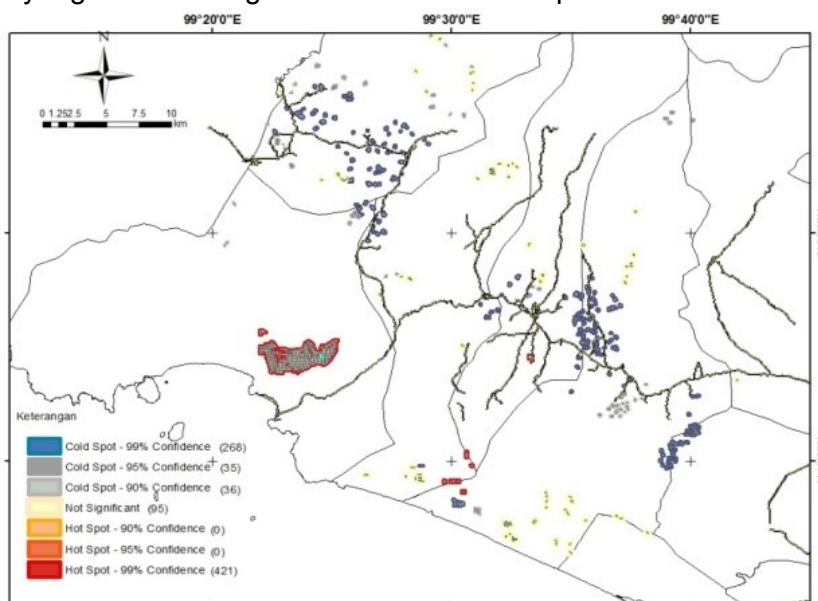 99°20'0"E 99°30'0"E 99°40'0"E
N
0 1.25 2.5 5 7.5 10
km
Keterangan
Cold Spot - 99% Confidence (268)
Cold Spot - 95% Confidence (35)
Cold Spot - 90% Confidence (36)
Not Significant (95)
Hot Spot - 90% Confidence (0)
Hot Spot - 95% Confidence (0)
Hot Spot - 99% Confidence (421)